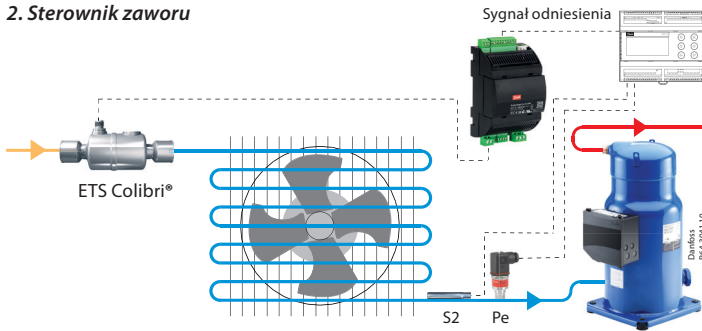 2. Sterownik zaworu
Sygnał odniesienia
ETS Colibri®
S2
Pe
Danfoss